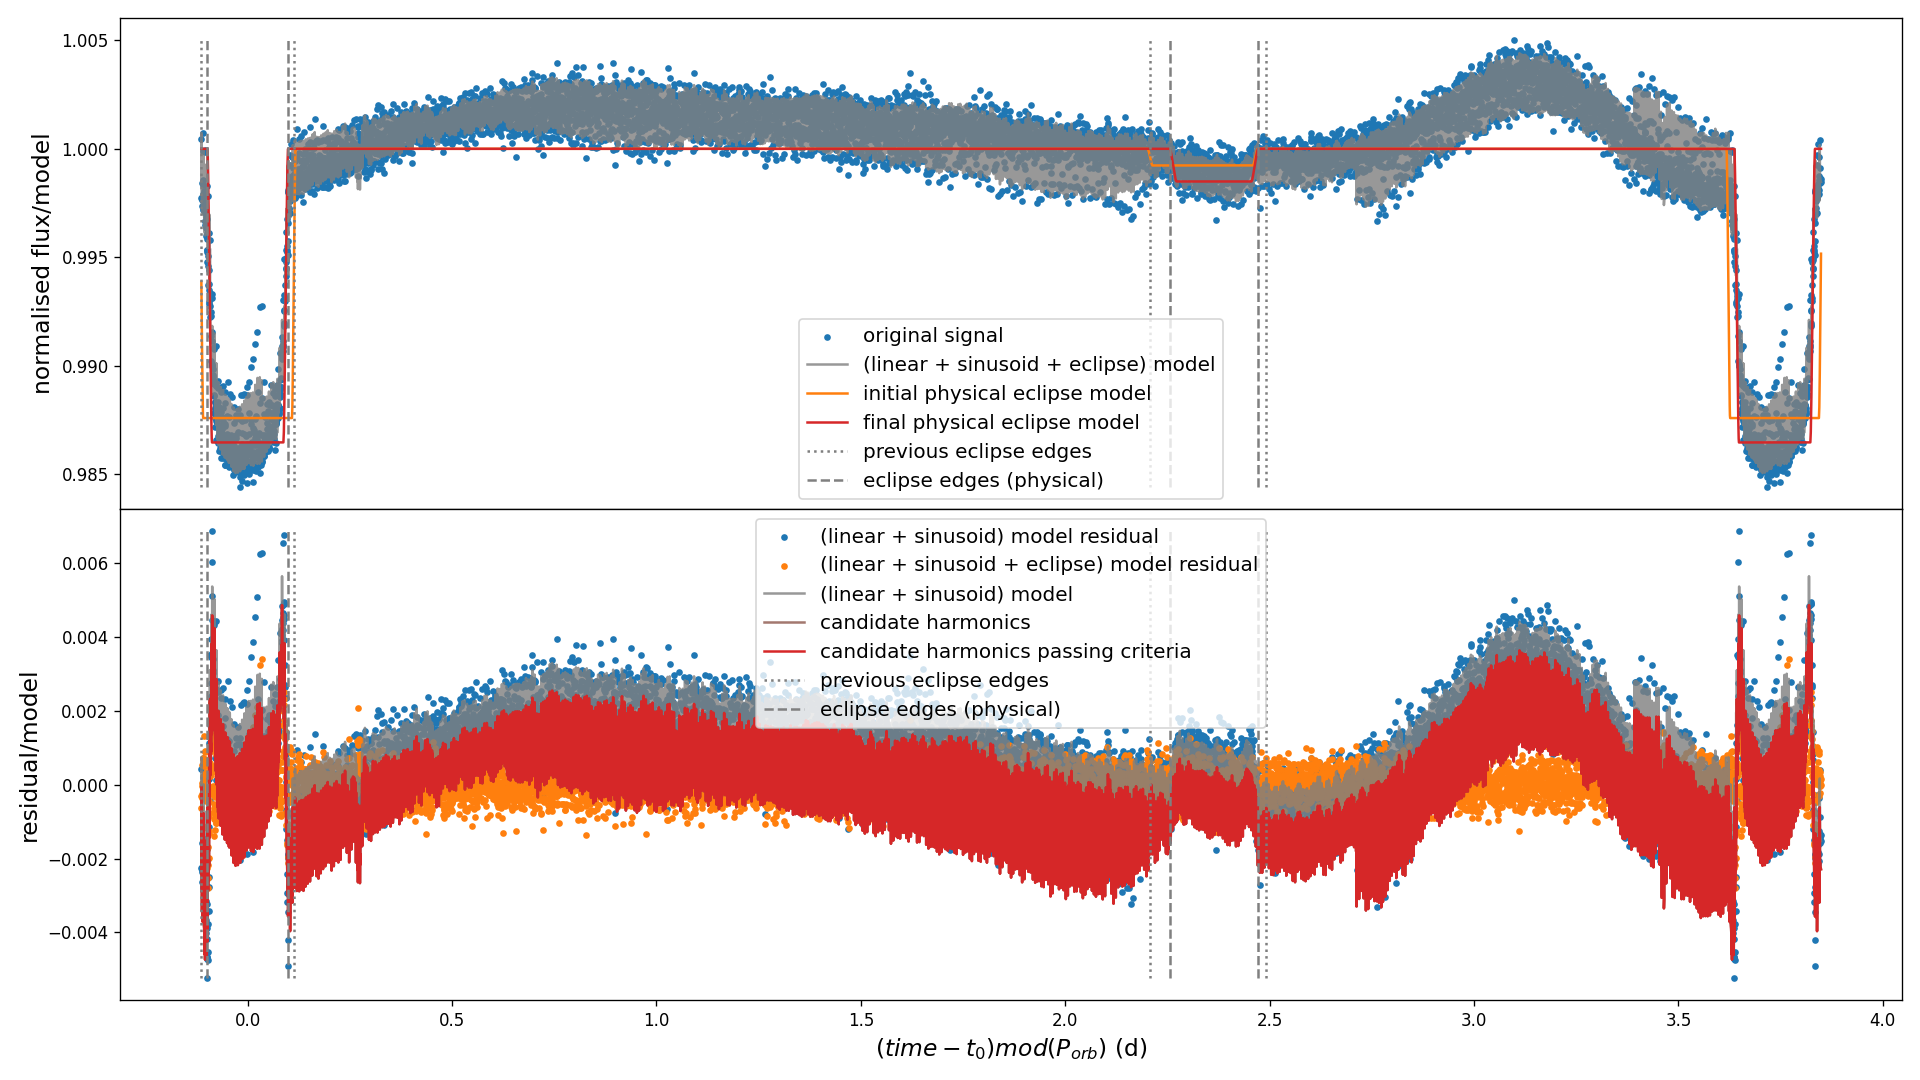 normalised flux/model
1.005
1.000
0.995
0.990
0.985
original signal
(linear + sinusoid + eclipse) model
initial physical eclipse model
final physical eclipse model
previous eclipse edges
eclipse edges (physical)
residual/model
0.006
0.004
0.002
0.000
−0.002
−0.004
(linear + sinusoid) model residual
(linear + sinusoid + eclipse) model residual
(linear + sinusoid) model
candidate harmonics
candidate harmonics passing criteria
previous eclipse edges
eclipse edges (physical)
0.0 0.5 1.0 1.5 2.0 2.5 3.0 3.5 4.0
(time − t₀)mod(Pₒᵣb) (d)